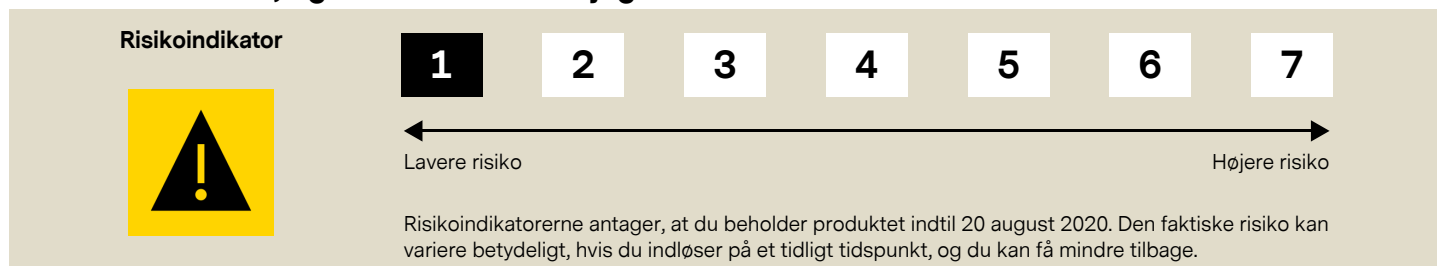 Risikoindikator
1 2 3 4 5 6 7
Lavere risiko Højere risiko
Risikoindikatorerne antager, at du beholder produktet indtil 20 august 2020. Den faktiske risiko kan
variere betydeligt, hvis du indløser på et tidligt tidspunkt, og du kan få mindre tilbage.